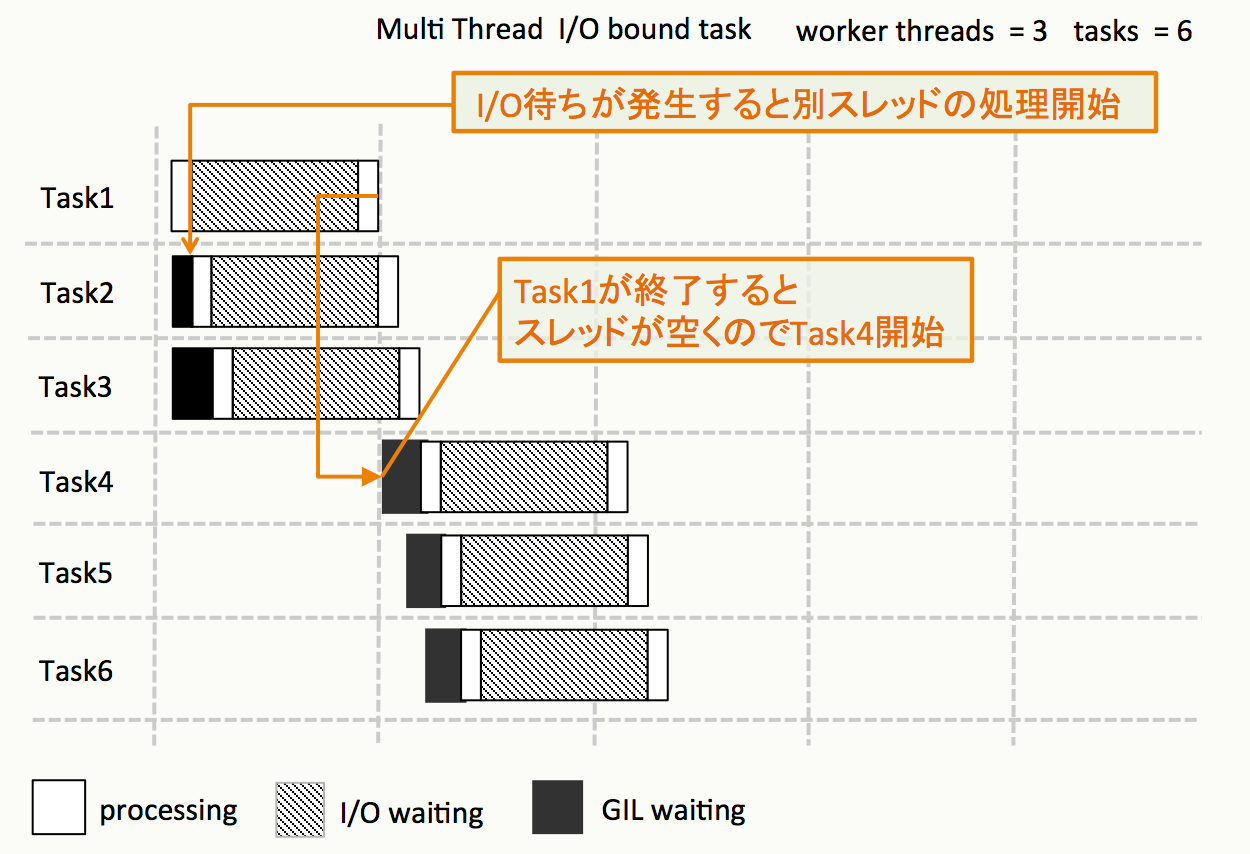 Multi Thread I/O bound task worker threads = 3 tasks = 6
I/O待ちが発生すると別スレッドの処理開始
Task1
Task2
Task1が終了すると
スレッドが空くのでTask4開始
Task3
Task4
Task5
Task6
processing
I/O waiting
GIL waiting